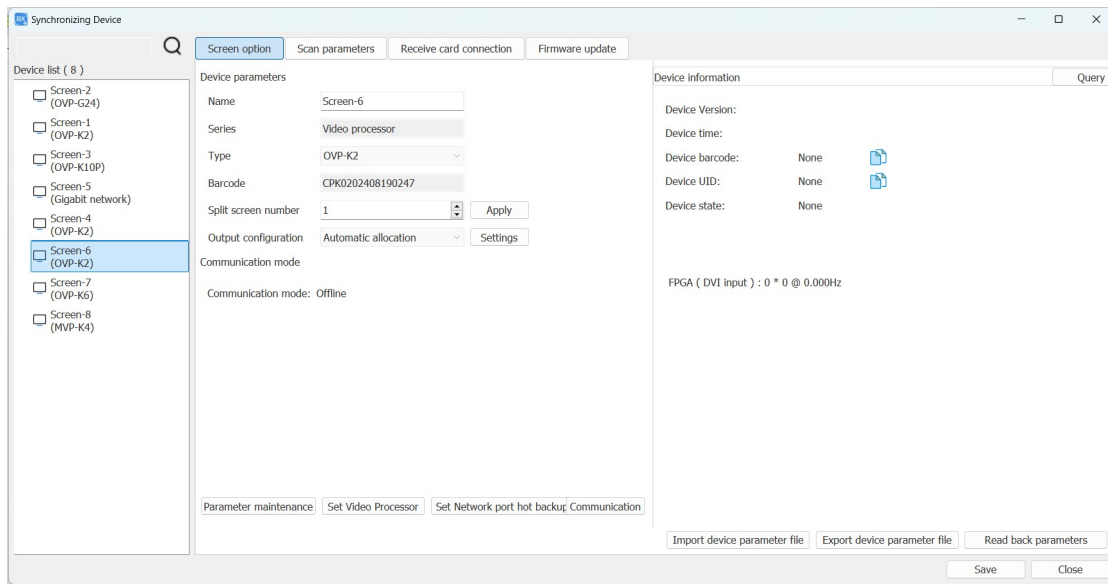 BX Synchronizing Device
Device list ( 8 )
Screen-2
(OVP-G24)
Screen-1
(OVP-K2)
Screen-3
(OVP-K10P)
Screen-5
(Gigabit network)
Screen-4
(OVP-K2)
Screen-6
(OVP-K2)
Screen-7
(OVP-K6)
Screen-8
(MVP-K4)
Screen option Scan parameters Receive card connection Firmware update
Device parameters
Name Screen-6
Series Video processor
Type OVP-K2
Barcode CPK0202408190247
Split screen number 1 Apply
Output configuration Automatic allocation Settings
Communication mode
Communication mode: Offline
Parameter maintenance Set Video Processor Set Network port hot backup Communication
Device information Query
Device Version:
Device time:
Device barcode: None
Device UID: None
Device state: None
FPGA ( DVI input ) : 0 * 0 @ 0.000Hz
Import device parameter file Export device parameter file Read back parameters
Save Close